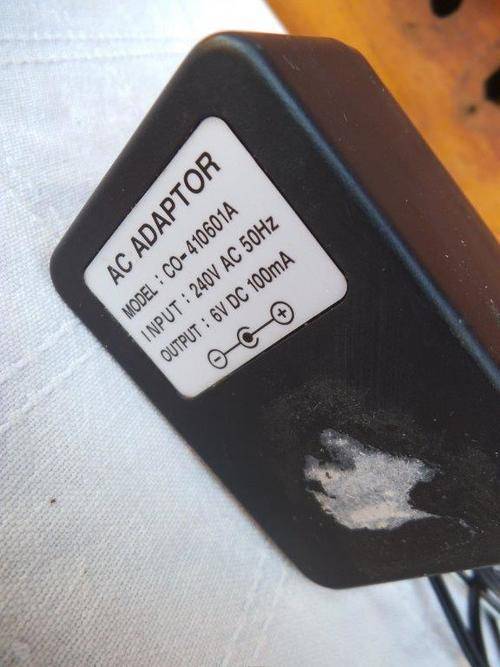 AC ADAPTOR
MODEL : CO-410601A
INPUT : 240V AC 50Hz
OUTPUT : 6V DC 100mA